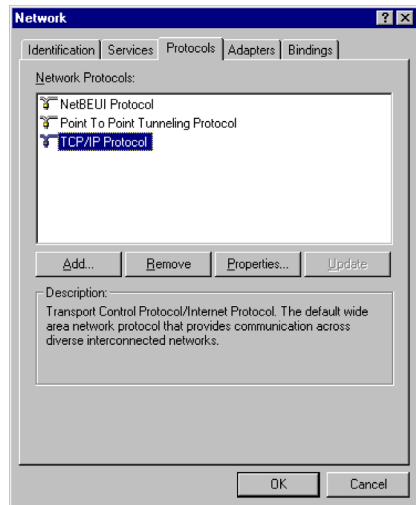 Network
Identification Services Protocols Adapters Bindings
Network Protocols:
NetBEUI Protocol
Point To Point Tunneling Protocol
TCP/IP Protocol
Add... Remove Properties... Update
Description:
Transport Control Protocol/Internet Protocol. The default wide
area network protocol that provides communication across
diverse interconnected networks.
OK Cancel